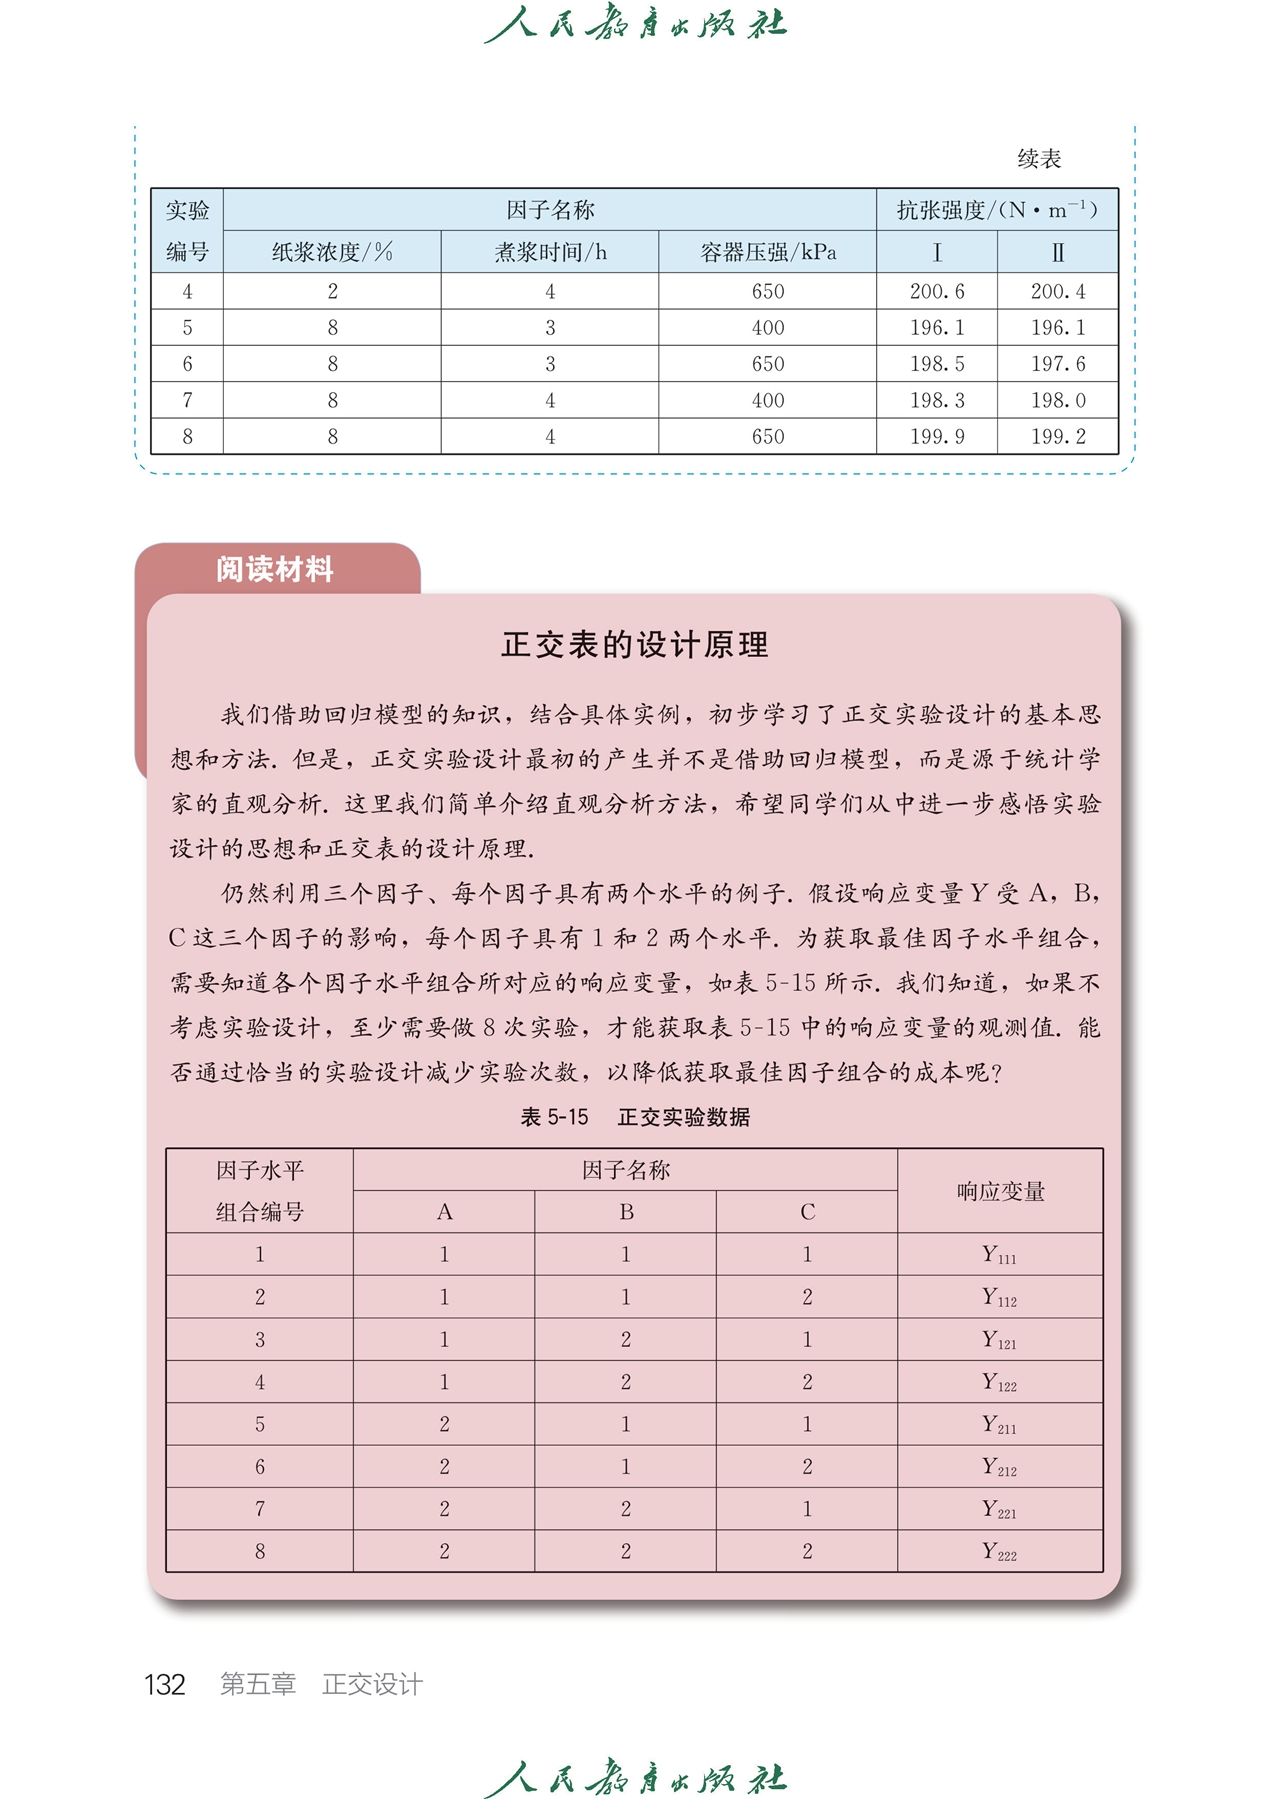 人民教育出版社
续表
实验编号 因子名称 抗张强度/(N·m⁻¹)
纸浆浓度/% 煮浆时间/h 容器压强/kPa Ⅰ Ⅱ
4 2 4 650 200.6 200.4
5 8 3 400 196.1 196.1
6 8 3 650 198.5 197.6
7 8 4 400 198.3 198.0
8 8 4 650 199.9 199.2
阅读材料
正交表的设计原理
我们借助回归模型的知识，结合具体实例，初步学习了正交实验设计的基本思
想和方法．但是，正交实验设计最初的产生并不是借助回归模型，而是源于统计学
家的直观分析．这里我们简单介绍直观分析方法，希望同学们从中进一步感悟实验
设计的思想和正交表的设计原理．
仍然利用三个因子、每个因子具有两个水平的例子．假设响应变量 Y 受 A，B，
C 这三个因子的影响，每个因子具有 1 和 2 两个水平．为获取最佳因子水平组合，
需要知道各个因子水平组合所对应的响应变量，如表 5-15 所示．我们知道，如果不
考虑实验设计，至少需要做 8 次实验，才能获取表 5-15 中的响应变量的观测值．能
否通过恰当的实验设计减少实验次数，以降低获取最佳因子组合的成本呢？
表 5-15 正交实验数据
因子水平组合编号 因子名称 响应变量
A B C
1 1 1 1 Y₁₁₁
2 1 1 2 Y₁₁₂
3 1 2 1 Y₁₂₁
4 1 2 2 Y₁₂₂
5 2 1 1 Y₂₁₁
6 2 1 2 Y₂₁₂
7 2 2 1 Y₂₂₁
8 2 2 2 Y₂₂₂
132 第五章 正交设计
人民教育出版社